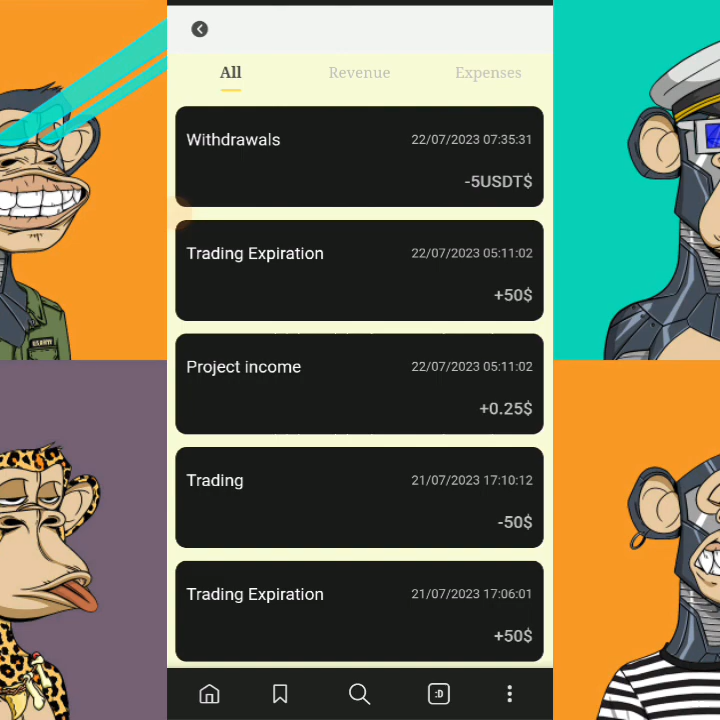 All Revenue Expenses
Withdrawals 22/07/2023 07:35:31
-5USDT$
Trading Expiration 22/07/2023 05:11:02
+50$
Project income 22/07/2023 05:11:02
+0.25$
Trading 21/07/2023 17:10:12
-50$
Trading Expiration 21/07/2023 17:06:01
+50$
:D